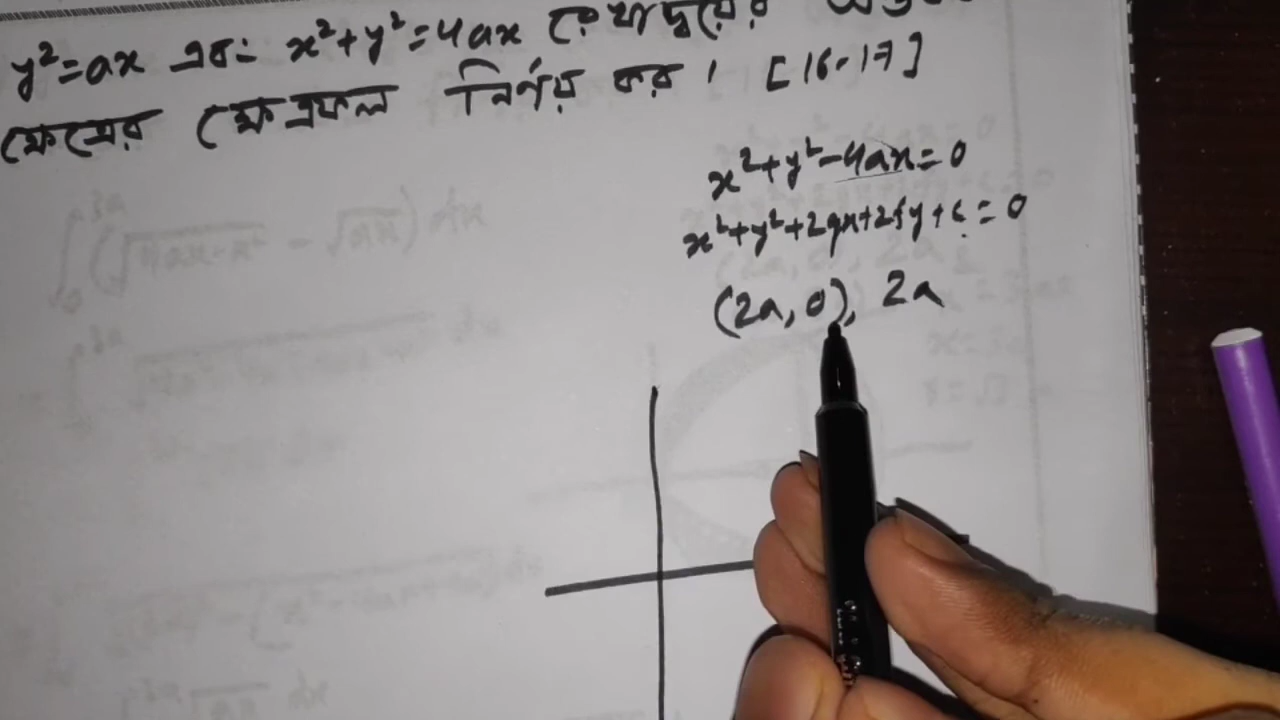 y²=ax এবং x²+y²=4ax রেখাদ্বয়ের
ক্ষেত্রের ক্ষেত্রফল নির্ণয় কর। [16-17]
x²+y²-4ax=0
x²+y²+2gx+2fy+c=0
(2a, 0), 2a